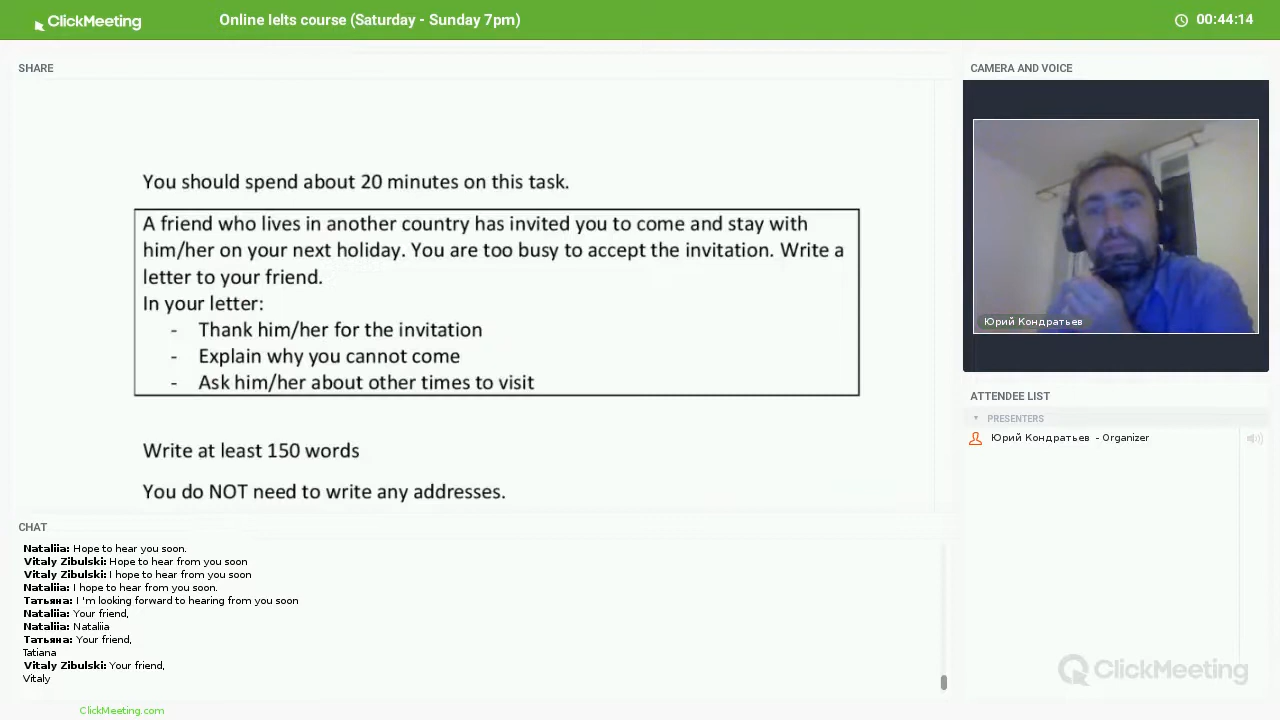 ClickMeeting
Online Ielts course (Saturday - Sunday 7pm)
00:44:14
SHARE
You should spend about 20 minutes on this task.
A friend who lives in another country has invited you to come and stay with
him/her on your next holiday. You are too busy to accept the invitation. Write a
letter to your friend.
In your letter:
- Thank him/her for the invitation
- Explain why you cannot come
- Ask him/her about other times to visit
Write at least 150 words
You do NOT need to write any addresses.
CHAT
Nataliia: Hope to hear you soon.
Vitaly Zibulski: Hope to hear from you soon
Vitaly Zibulski: I hope to hear from you soon
Nataliia: I hope to hear from you soon.
Татьяна: I 'm looking forward to hearing from you soon
Nataliia: Your friend,
Nataliia: Nataliia
Татьяна: Your friend,
Tatiana
Vitaly Zibulski: Your friend,
Vitaly
ClickMeeting.com
CAMERA AND VOICE
Юрий Кондратьев
ATTENDEE LIST
PRESENTERS
Юрий Кондратьев - Organizer
ClickMeeting